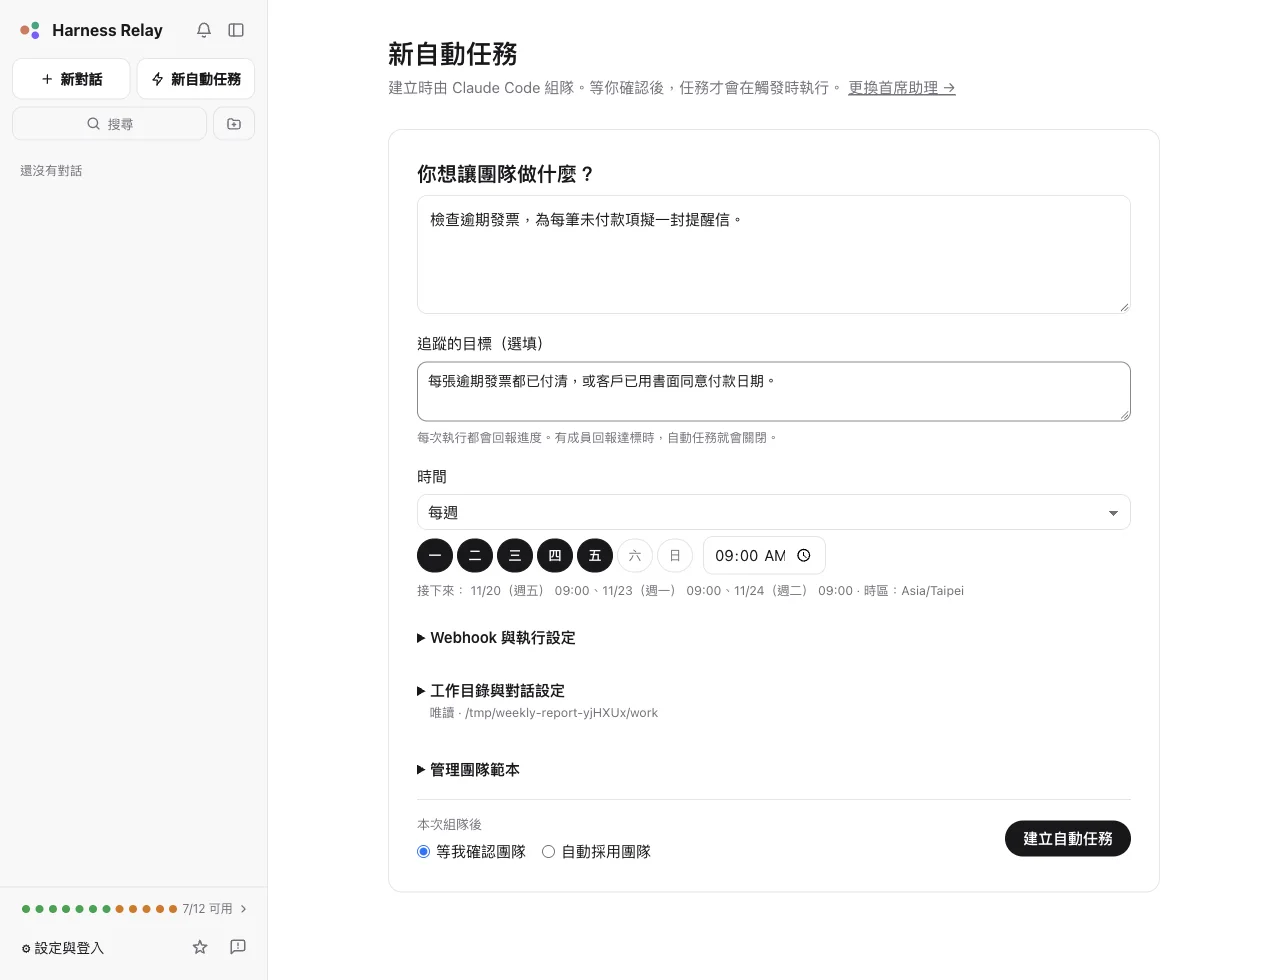 Harness Relay
新對話
新自動任務
搜尋
還沒有對話
7/12 可用
設定與登入
新自動任務
建立時由 Claude Code 組隊。等你確認後，任務才會在觸發時執行。 更換首席助理 →
你想讓團隊做什麼？
檢查逾期發票，為每筆未付款項擬一封提醒信。
追蹤的目標（選填）
每張逾期發票都已付清，或客戶已用書面同意付款日期。
每次執行都會回報進度。有成員回報達標時，自動任務就會關閉。
時間
每週
一 二 三 四 五 六 日 09:00 AM
接下來： 11/20（週五） 09:00、11/23（週一） 09:00、11/24（週二） 09:00 · 時區：Asia/Taipei
Webhook 與執行設定
工作目錄與對話設定
唯讀 · /tmp/weekly-report-yjHXUx/work
管理團隊範本
本次組隊後
等我確認團隊 自動採用團隊
建立自動任務